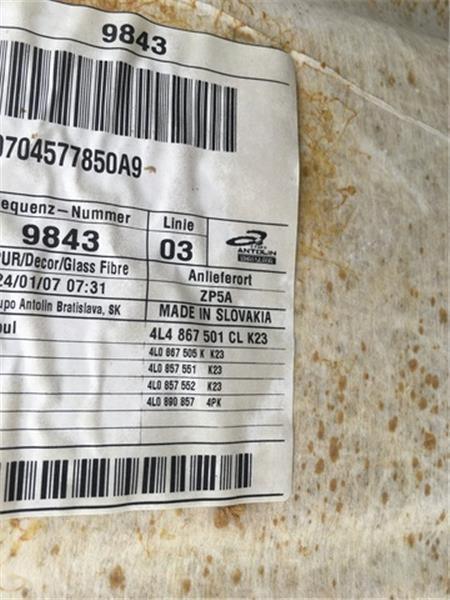 9843
0704577850A9
equenz-Nummer
Linie
9843
03
ANTOLIN
PUR/Decor/Glass Fibre
Anlieferort
24/01/07 07:31
ZP5A
upo Antolin Bratislava, SK
MADE IN SLOVAKIA
oul
4L4 867 501 CL K23
4L0 867 505 K K23
4L0 857 551 K23
4L0 857 552 K23
4L0 890 857 4PK